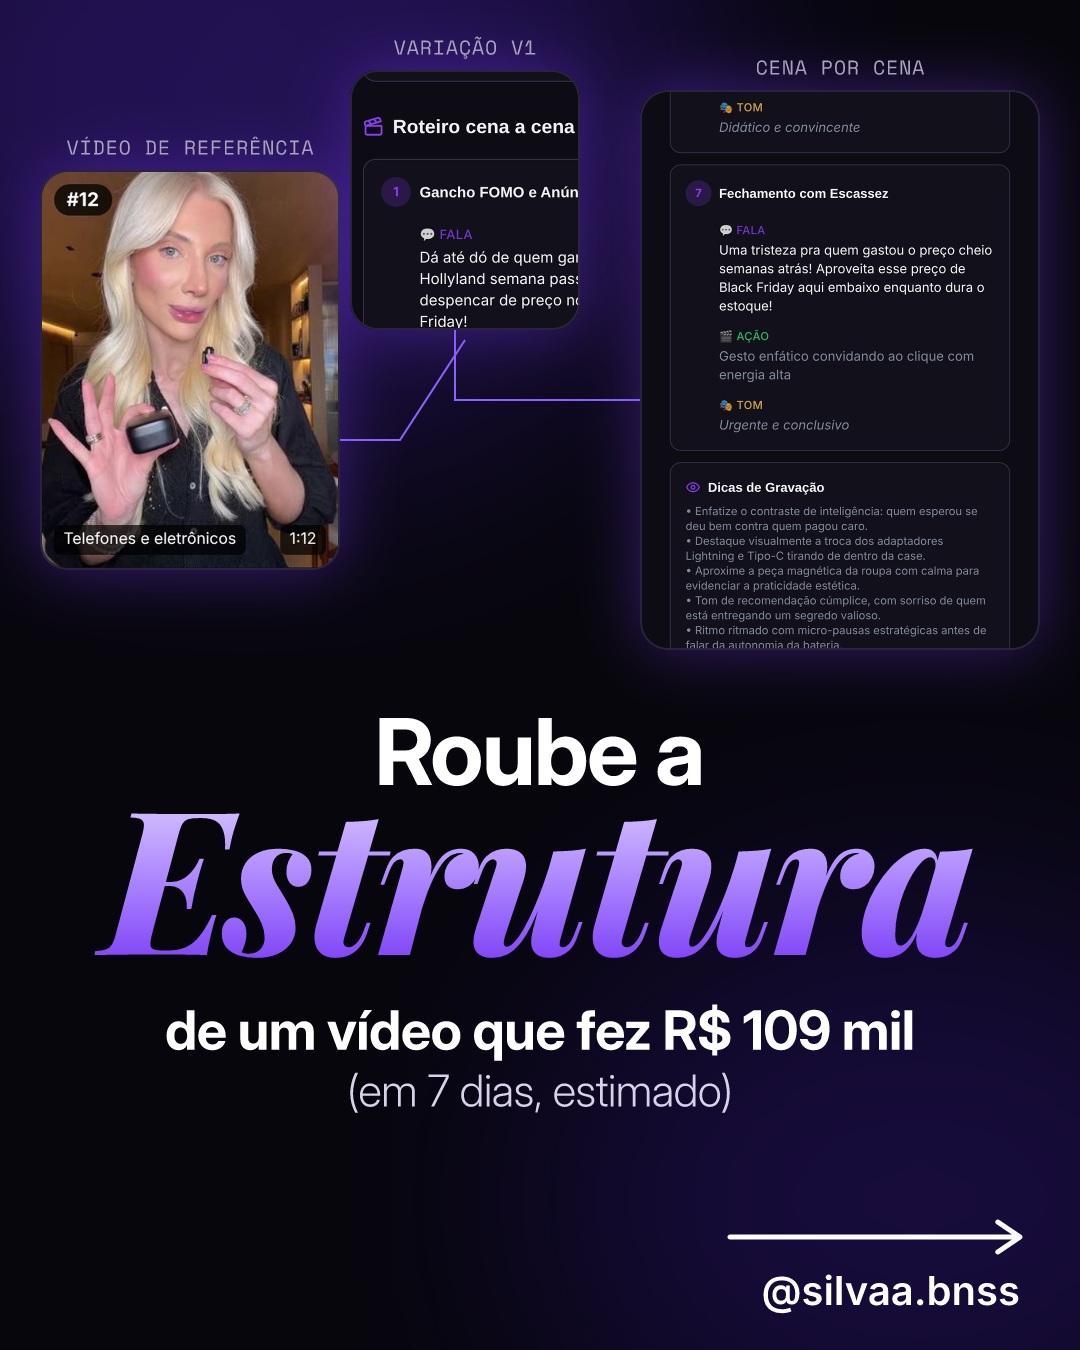 VARIAÇÃO V1
CENA POR CENA
VÍDEO DE REFERÊNCIA
#12
Telefones e eletrônicos
1:12
Roteiro cena a cena
1
Gancho FOMO e Anún
FALA
Dá até dó de quem gar
Hollyland semana pass
despencar de preço no
Friday!
TOM
Didático e convincente
7
Fechamento com Escassez
FALA
Uma tristeza pra quem gastou o preço cheio
semanas atrás! Aproveita esse preço de
Black Friday aqui embaixo enquanto dura o
estoque!
AÇÃO
Gesto enfático convidando ao clique com
energia alta
TOM
Urgente e conclusivo
Dicas de Gravação
• Enfatize o contraste de inteligência: quem esperou se
deu bem contra quem pagou caro.
• Destaque visualmente a troca dos adaptadores
Lightning e Tipo-C tirando de dentro da case.
• Aproxime a peça magnética da roupa com calma para
evidenciar a praticidade estética.
• Tom de recomendação cúmplice, com sorriso de quem
está entregando um segredo valioso.
• Ritmo ritmado com micro-pausas estratégicas antes de
falar da autonomia da bateria.
Roube a
Estrutura
de um vídeo que fez R$ 109 mil
(em 7 dias, estimado)
@silvaa.bnss